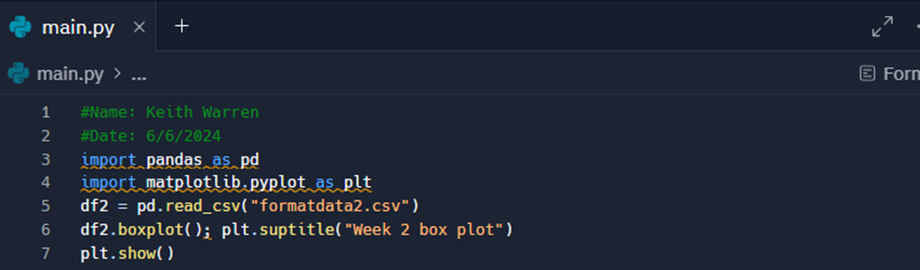 main.py
main.py > ...
Form
1 #Name: Keith Warren
2 #Date: 6/6/2024
3 import pandas as pd
4 import matplotlib.pyplot as plt
5 df2 = pd.read_csv("formatdata2.csv")
6 df2.boxplot(); plt.suptitle("Week 2 box plot")
7 plt.show()